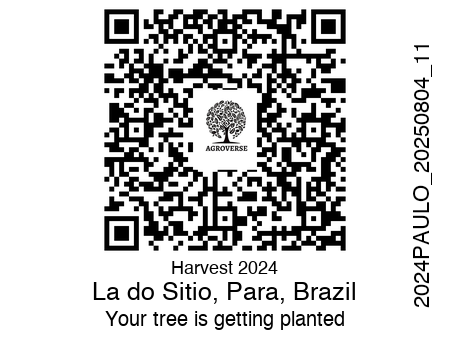 AGROVERSE
Harvest 2024
La do Sitio, Para, Brazil
Your tree is getting planted
2024PAULO_20250804_11